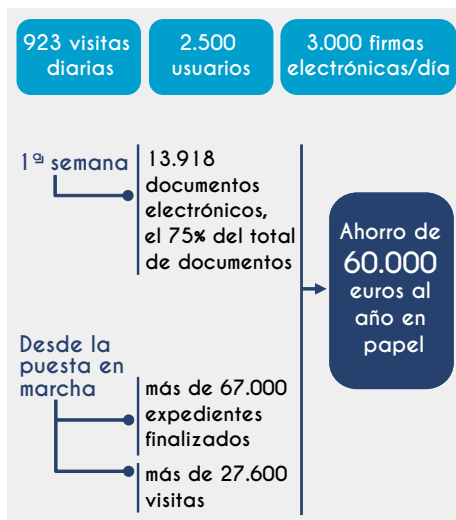 923 visitas
diarias
2.500
usuarios
3.000 firmas
electrónicas/día
1ª semana
13.918
documentos
electrónicos,
el 75% del total
de documentos
Ahorro de
60.000
euros al
año en
papel
Desde la
puesta en
marcha
más de 67.000
expedientes
finalizados
más de 27.600
visitas